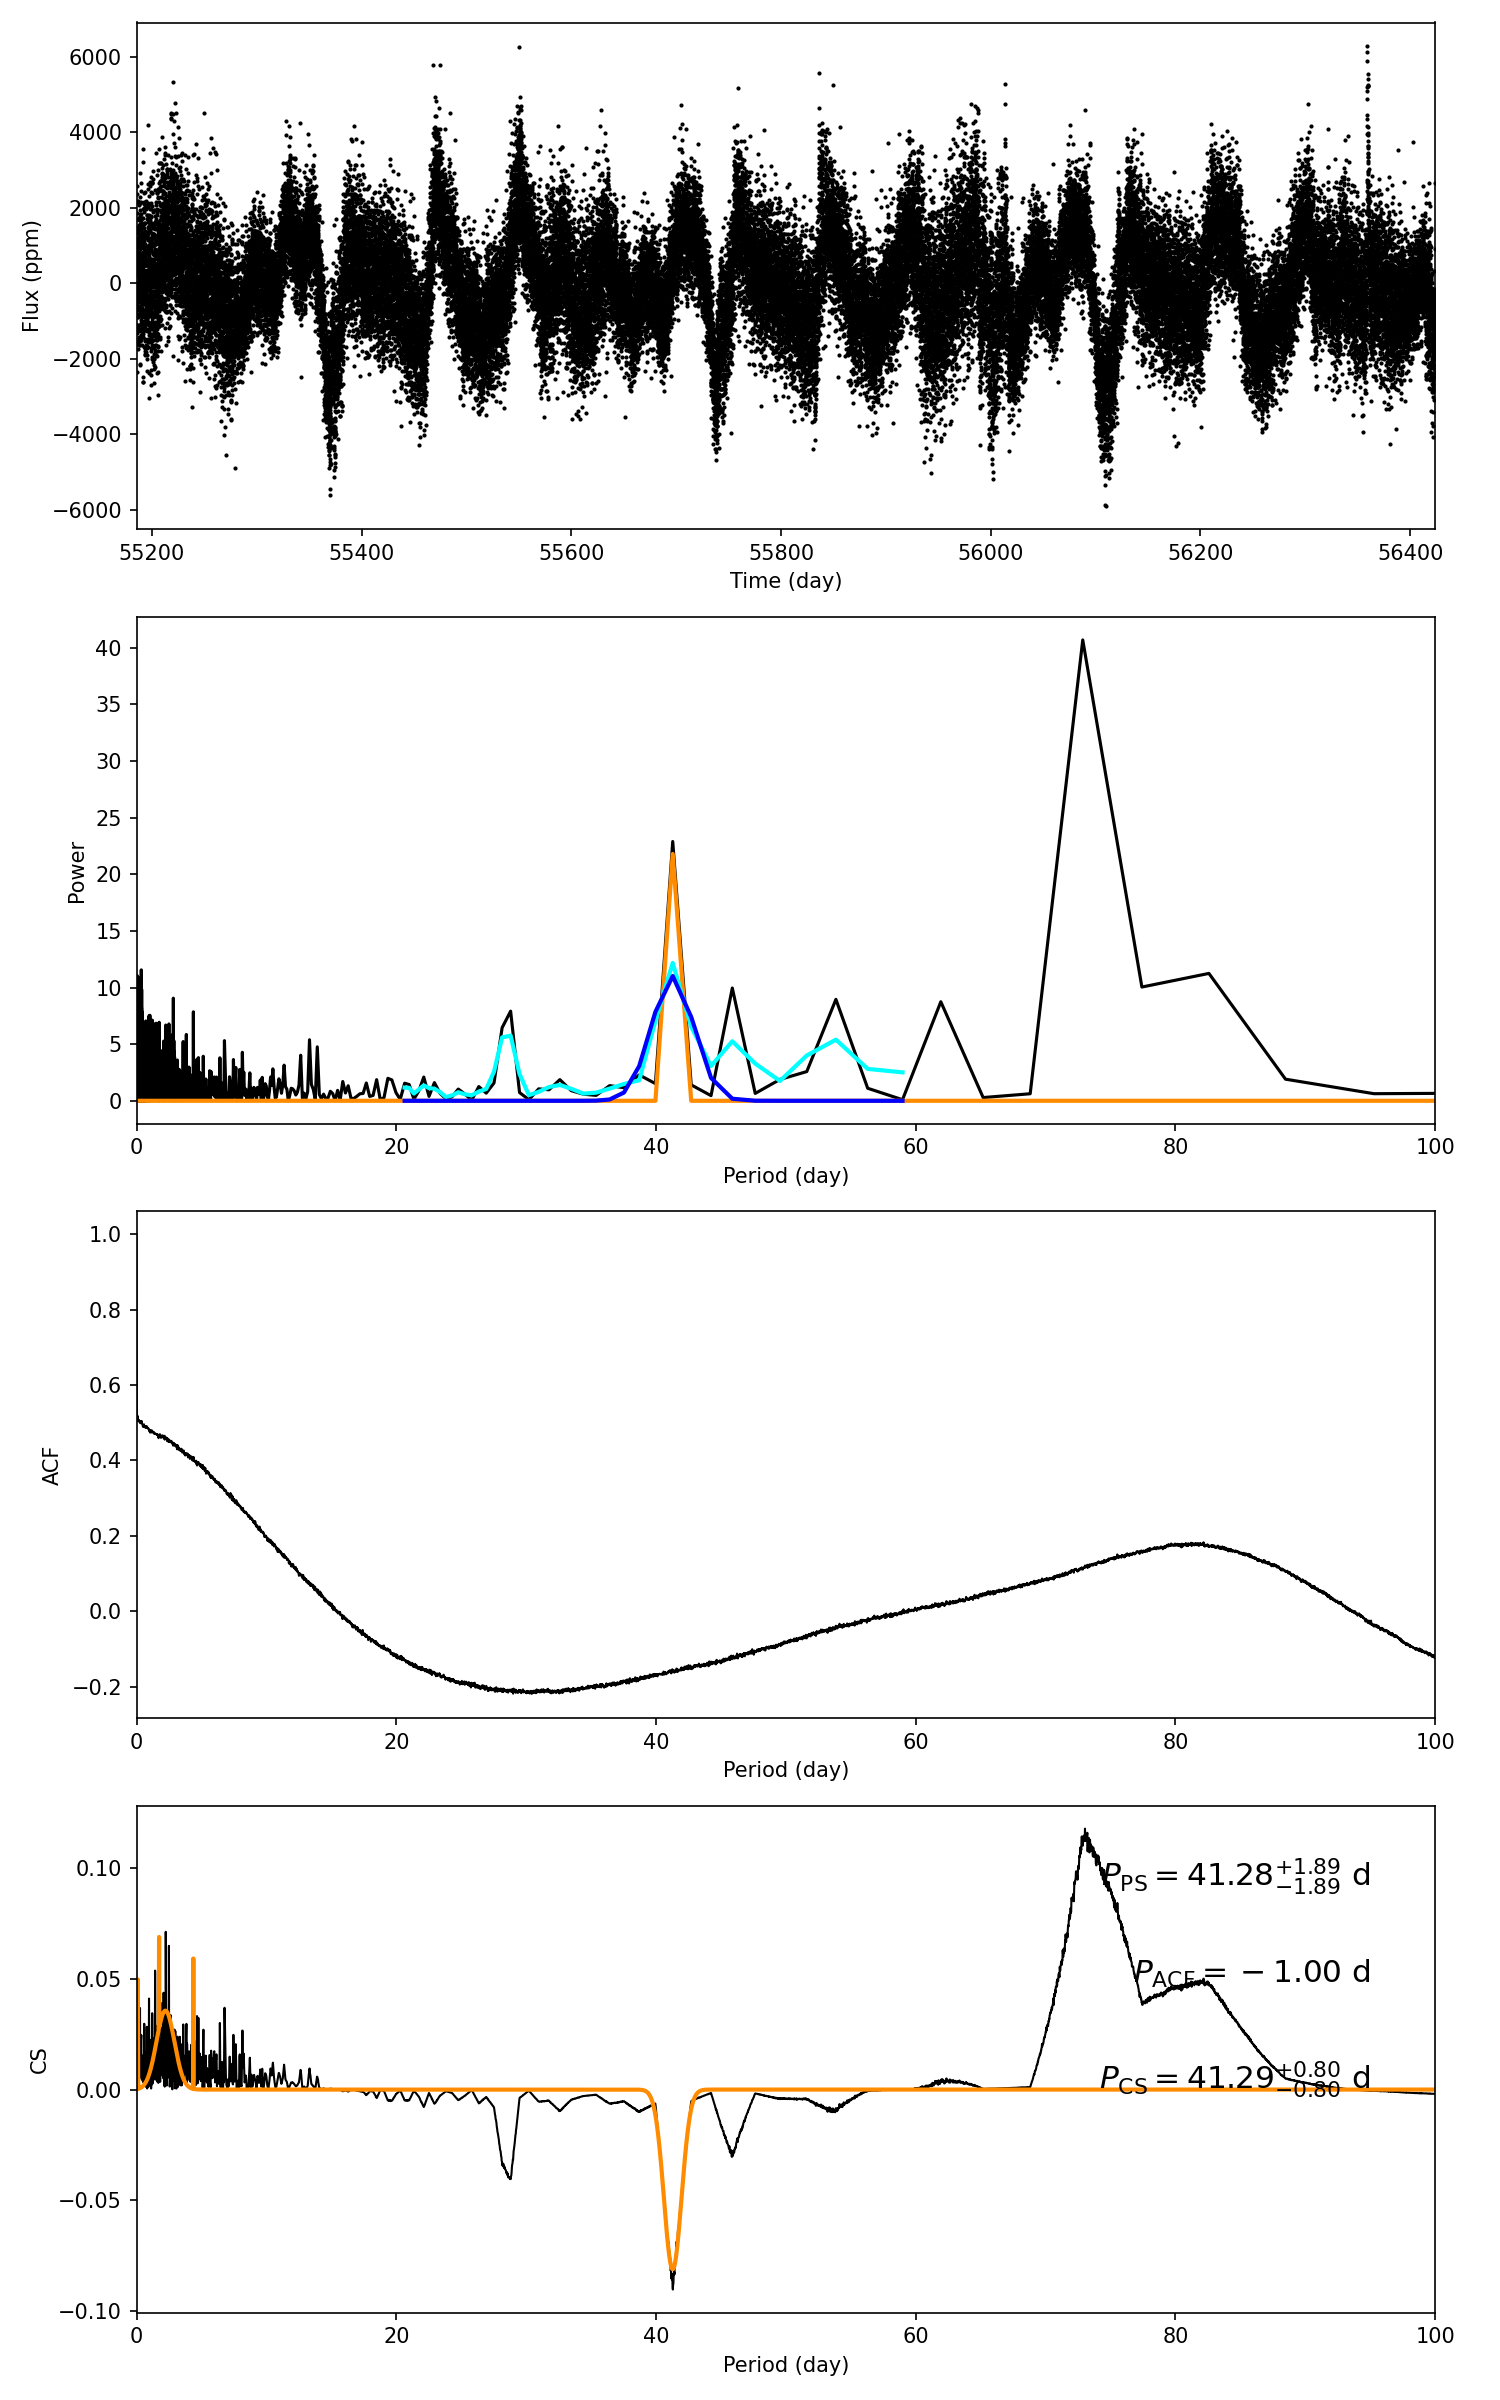 6000
4000
2000
0
−2000
−4000
−6000
Flux (ppm)
55200 55400 55600 55800 56000 56200 56400
Time (day)
40
35
30
25
20
15
10
5
0
Power
0 20 40 60 80 100
Period (day)
1.0
0.8
0.6
0.4
0.2
0.0
−0.2
ACF
0 20 40 60 80 100
Period (day)
0.10
0.05
0.00
−0.05
−0.10
CS
P_PS = 41.28 +1.89 −1.89 d
P_ACF = −1.00 d
P_CS = 41.29 +0.80 −0.80 d
0 20 40 60 80 100
Period (day)